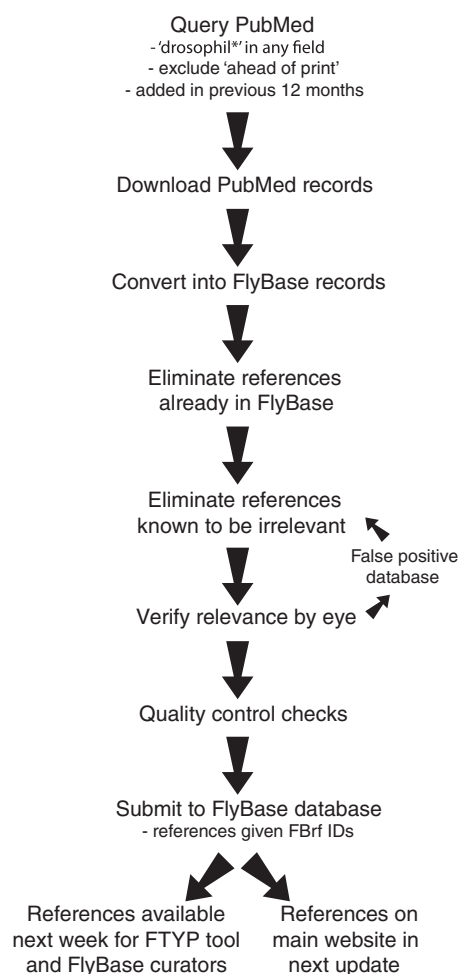 Query PubMed
- ‘drosophil*’ in any field
- exclude ‘ahead of print’
- added in previous 12 months
Download PubMed records
Convert into FlyBase records
Eliminate references
already in FlyBase
Eliminate references
known to be irrelevant
False positive
database
Verify relevance by eye
Quality control checks
Submit to FlyBase database
- references given FBrf IDs
References available
next week for FTYP tool
and FlyBase curators
References on
main website in
next update